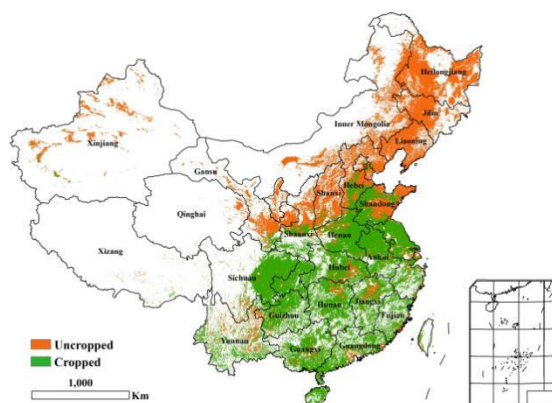 Heilongjiang
Jilin
Inner Mongolia
Liaoning
Xinjiang
Gansu
Hebei
Shanxi
Shandong
Qinghai
Shaanxi
Henan
Xizang
Anhui
Sichuan
Hubei
Hunan
Jiangxi
Guizhou
Fujian
Yunnan
Guangxi
Guangdong
Uncropped
Cropped
1,000
Km